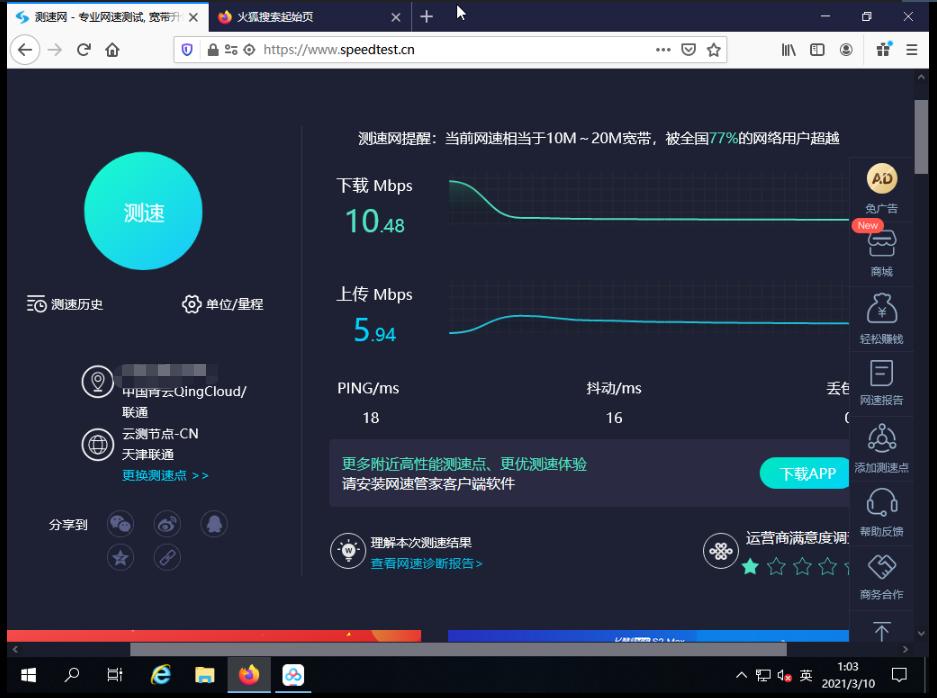 测速网 - 专业网速测试, 宽带升
火狐搜索起始页
https://www.speedtest.cn
测速网提醒：当前网速相当于10M～20M宽带，被全国77%的网络用户超越
测速
测速历史
单位/量程
下载 Mbps
10.48
上传 Mbps
5.94
PING/ms
抖动/ms
18
16
中国青云QingCloud/
联通
云测节点-CN
天津联通
更换测速点 >>
分享到
更多附近高性能测速点、更优测速体验
请安装网速管家客户端软件
下载APP
理解本次测速结果
查看网速诊断报告>
运营商满意度调
AD
免广告
New
商城
轻松赚钱
网速报告
添加测速点
帮助反馈
商务合作
英
1:03
2021/3/10